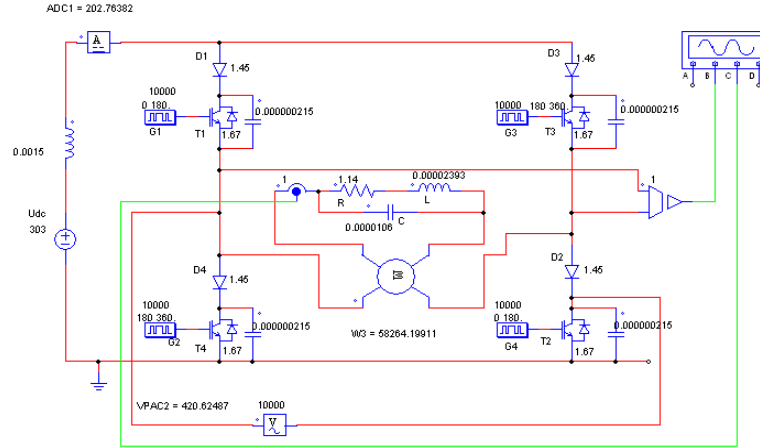 ADC1 = 202.76382
A
D1
1.45
D3
1.45
A B C D
10000
0 180.
G1
T1
1.67
0.000000215
10000
180 360.
G3
T3
1.67
0.000000215
0.0015
1
1.14
R
0.00002393
L
1
Udc
303
0.0000106
C
D4
1.45
W
D2
1.45
10000
180 360.
G2
T4
1.67
0.000000215
W3 = 58264.19911
10000
0 180.
G4
T2
1.67
0.000000215
VPAC2 = 420.62487
10000
V